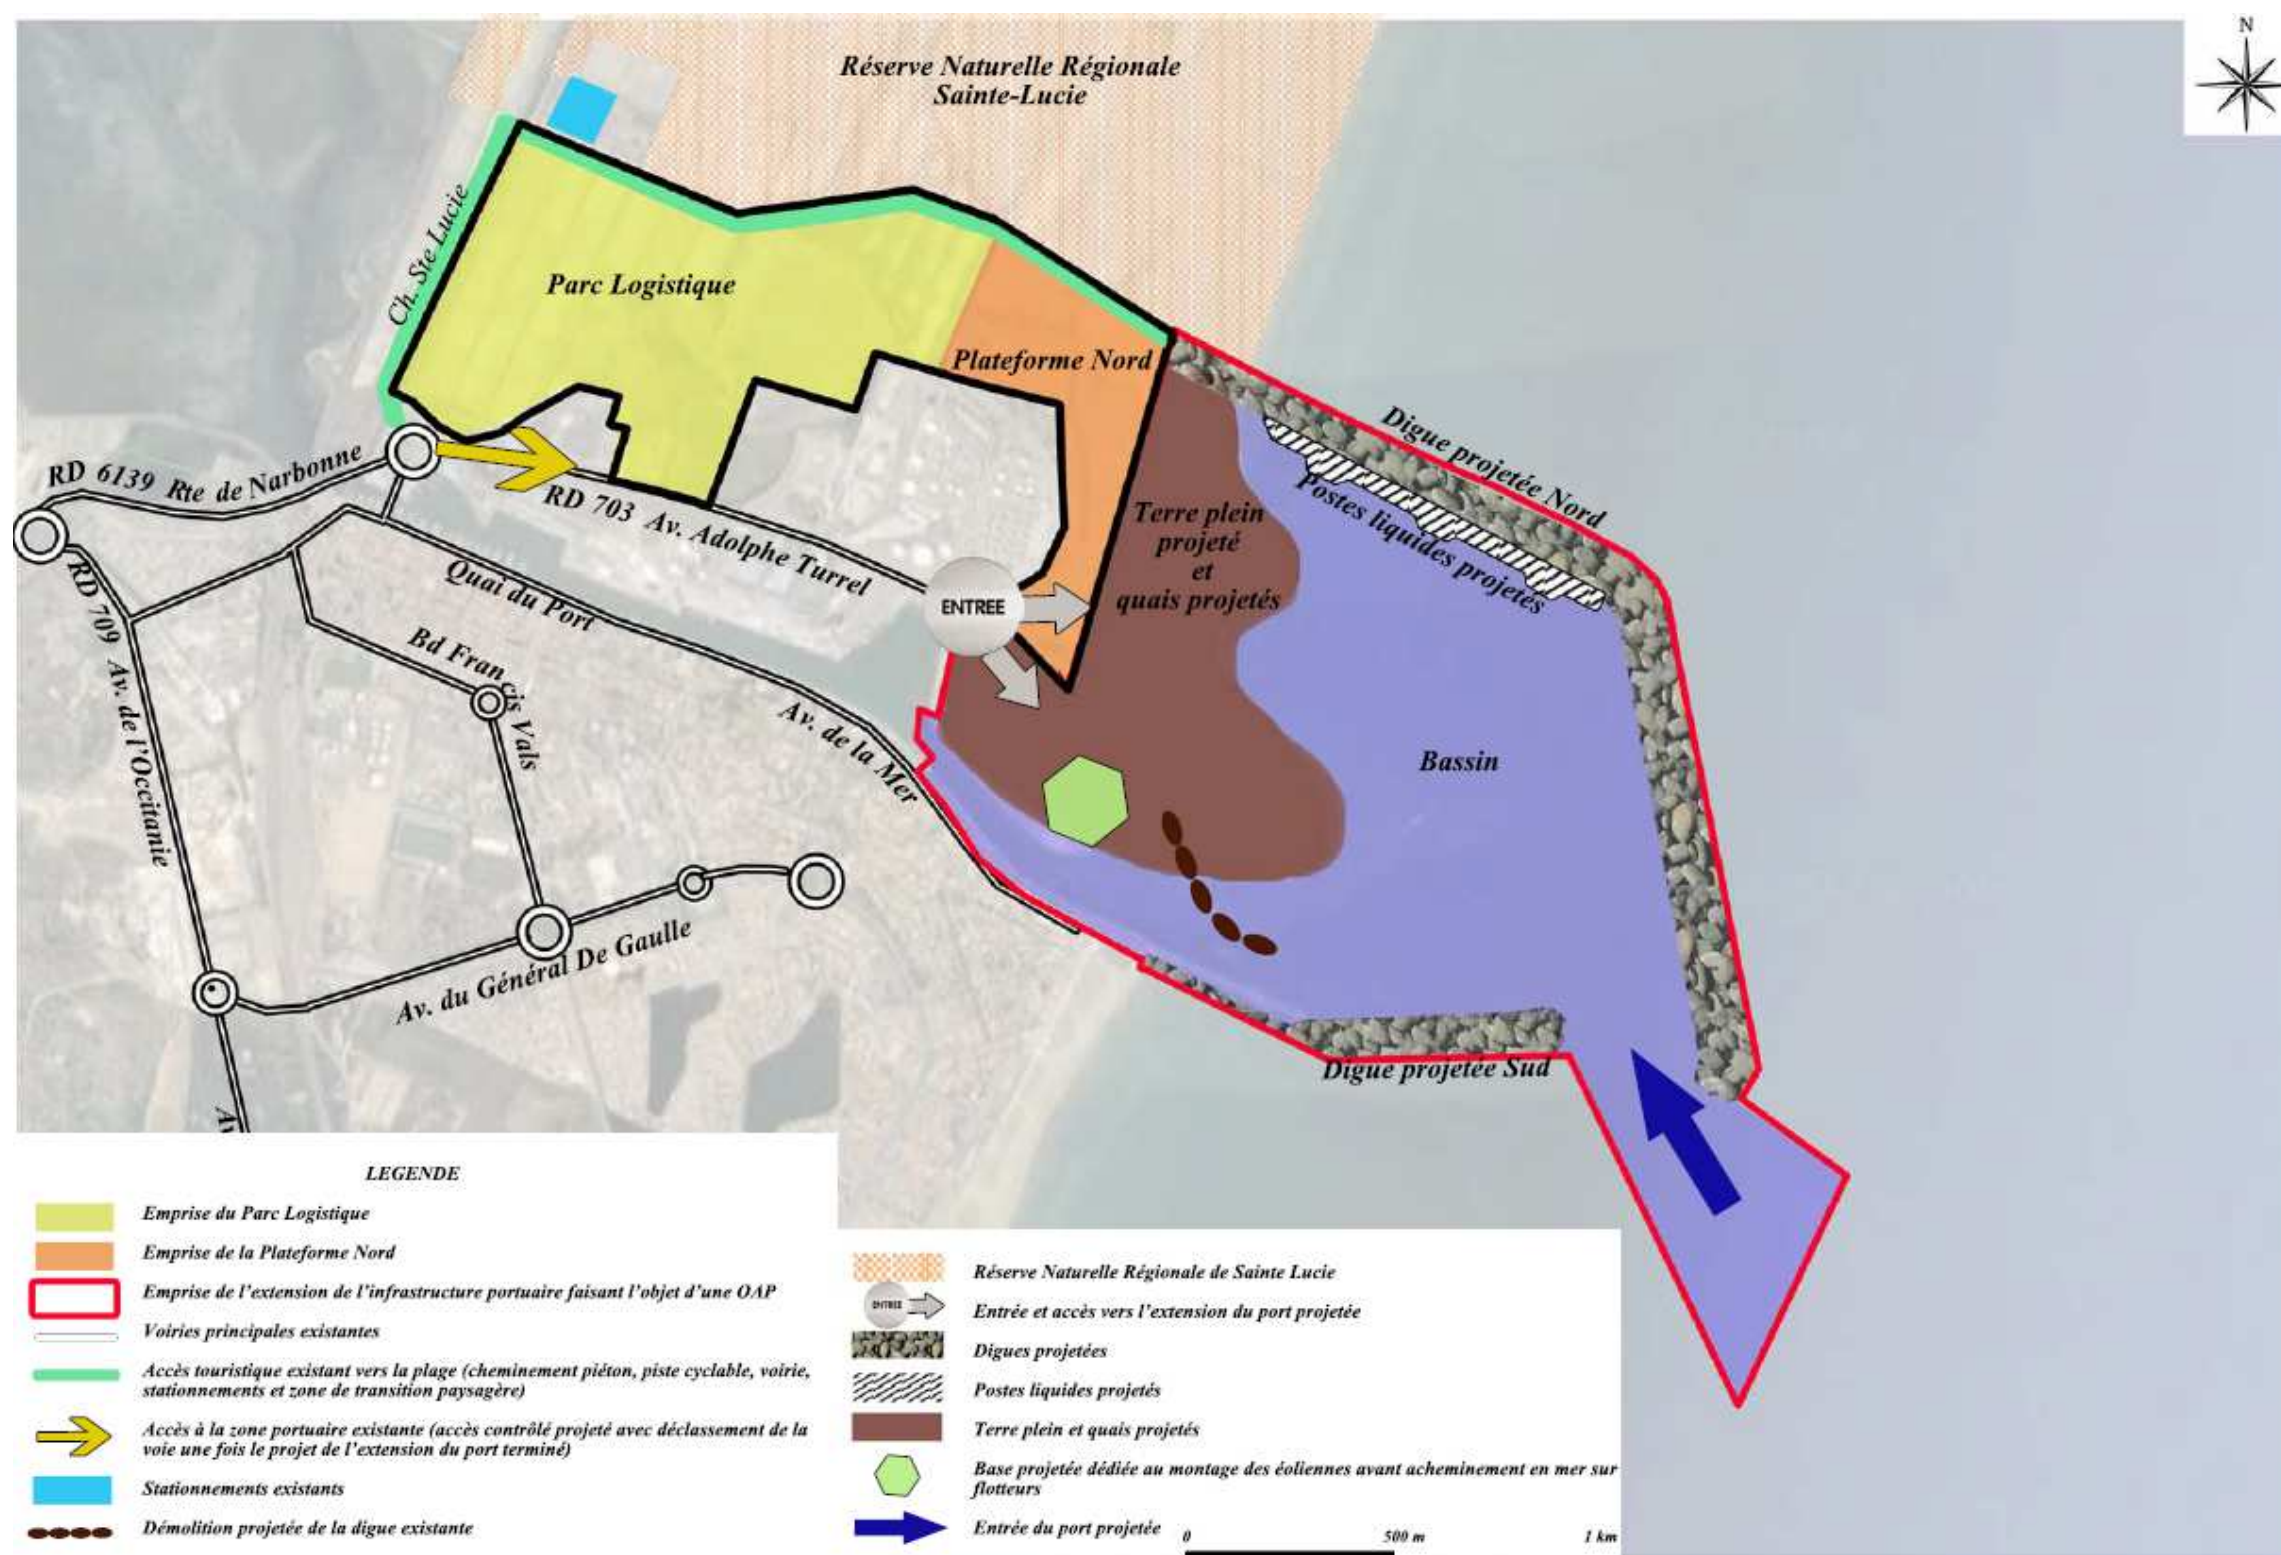 N
Réserve Naturelle Régionale
Sainte-Lucie
Ch. Ste Lucie
Parc Logistique
Plateforme Nord
Digue projetée Nord
RD 6139 Rte de Narbonne
Postes liquides projetés
RD 703 Av. Adolphe Turrel
Terre plein
projeté
et
quais projetés
Quai du Port
ENTREE
RD 709 Av. de l'Occitanie
Bd Francis Vals
Av. de la Mer
Bassin
Av. du Général De Gaulle
Digue projetée Sud
LEGENDE
Emprise du Parc Logistique
Emprise de la Plateforme Nord
Emprise de l'extension de l'infrastructure portuaire faisant l'objet d'une OAP
Voiries principales existantes
Accès touristique existant vers la plage (cheminement piéton, piste cyclable, voirie,
stationnements et zone de transition paysagère)
Accès à la zone portuaire existante (accès contrôlé projeté avec déclassement de la
voie une fois le projet de l'extension du port terminé)
Stationnements existants
Démolition projetée de la digue existante
Réserve Naturelle Régionale de Sainte Lucie
ENTREE
Entrée et accès vers l'extension du port projetée
Digues projetées
Postes liquides projetés
Terre plein et quais projetés
Base projetée dédiée au montage des éoliennes avant acheminement en mer sur
flotteurs
Entrée du port projetée
0 500 m 1 km